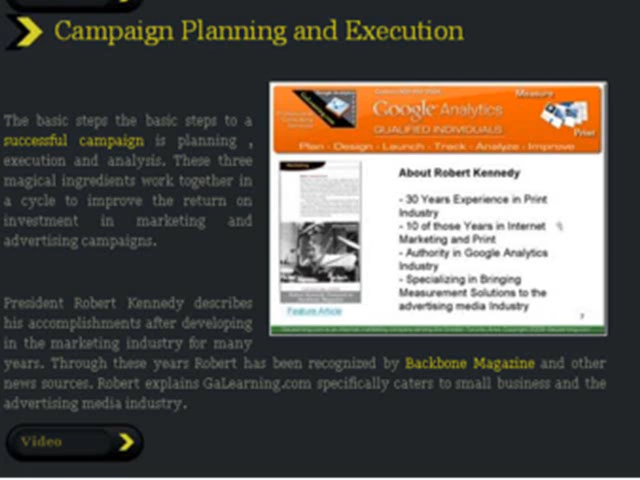 Campaign Planning and Execution
The basic steps the basic steps to a
successful campaign is planning ,
execution and analysis. These three
magical ingredients work together in
a cycle to improve the return on
investment in marketing and
advertising campaigns.
Measure
Google Analytics
QUALIFIED INDIVIDUALS
Print
Plan - Design - Launch - Track - Analyze - Improve
About Robert Kennedy
- 30 Years Experience in Print
Industry
- 10 of those Years in Internet
Marketing and Print
- Authority in Google Analytics
Industry
- Specializing in Bringing
Measurement Solutions to the
advertising media Industry
Feature Article
7
President Robert Kennedy describes
his accomplishments after developing
in the marketing industry for many
years. Through these years Robert has been recognized by Backbone Magazine and other
news sources. Robert explains GaLearning.com specifically caters to small business and the
advertising media industry.
Video